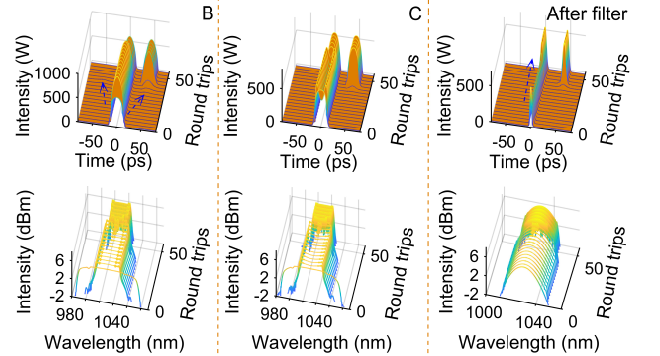 B
Intensity (W)
1000
500
0
-50
0
50
Time (ps)
0
50
Round trips
C
Intensity (W)
500
0
-50
0
50
Time (ps)
0
50
Round trips
After filter
Intensity (W)
500
0
-50
0
50
Time (ps)
0
50
Round trips
Intensity (dBm)
6
2
-2
980
1040
Wavelength (nm)
0
50
Round trips
Intensity (dBm)
6
2
-2
980
1040
Wavelength (nm)
0
50
Round trips
Intensity (dBm)
6
2
-2
1000
1040
Wavelength (nm)
0
50
Round trips